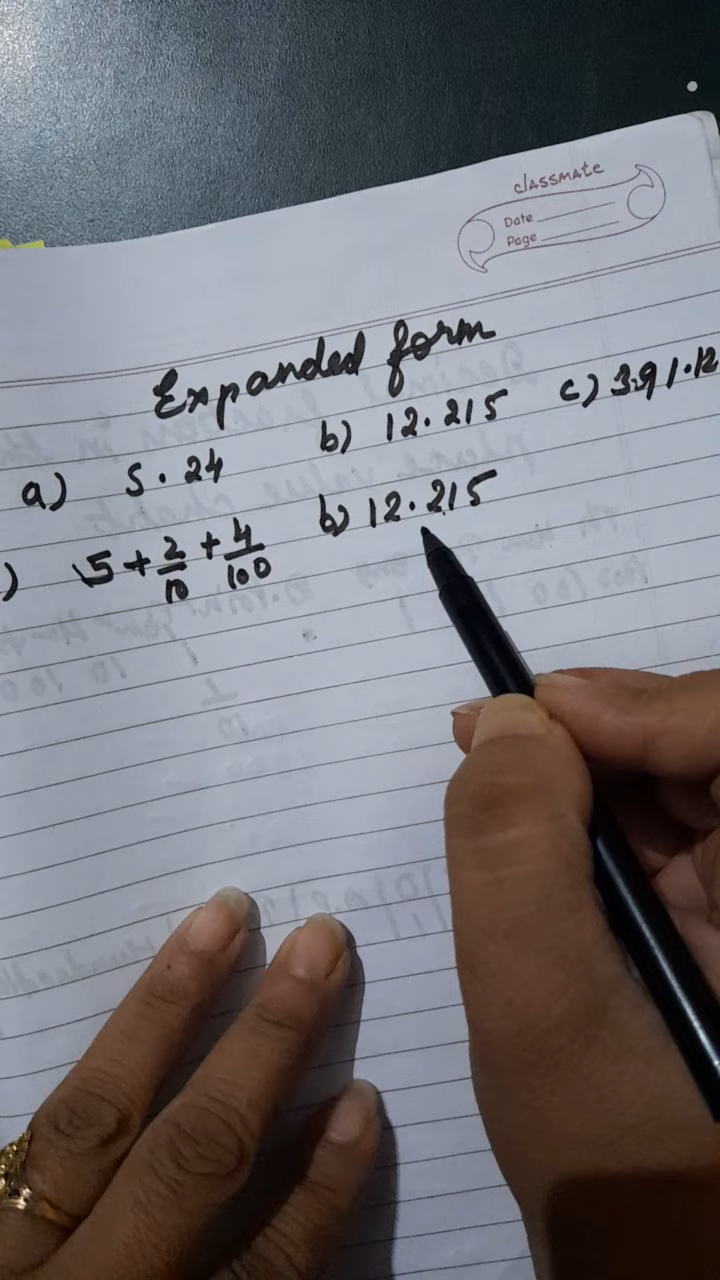 classmate
Date
Page
Expanded form
a) 5.24 b) 12.215 c) 391.12
) 5 + 2/10 + 4/100 b) 12.215